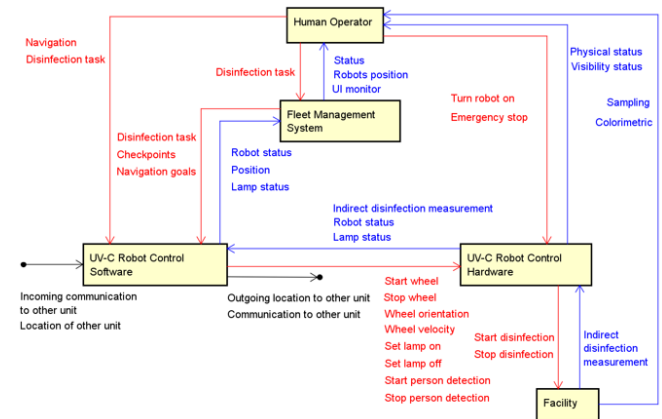 Human Operator
Navigation
Disinfection task
Disinfection task
Status
Robots position
UI monitor
Physical status
Visibility status
Turn robot on
Emergency stop
Sampling
Colorimetric
Fleet Management
System
Disinfection task
Checkpoints
Navigation goals
Robot status
Position
Lamp status
Indirect disinfection measurement
Robot status
Lamp status
UV-C Robot Control
Software
UV-C Robot Control
Hardware
Incoming communication
to other unit
Location of other unit
Outgoing location to other unit
Communication to other unit
Start wheel
Stop wheel
Wheel orientation
Wheel velocity
Set lamp on
Set lamp off
Start person detection
Stop person detection
Start disinfection
Stop disinfection
Indirect
disinfection
measurement
Facility